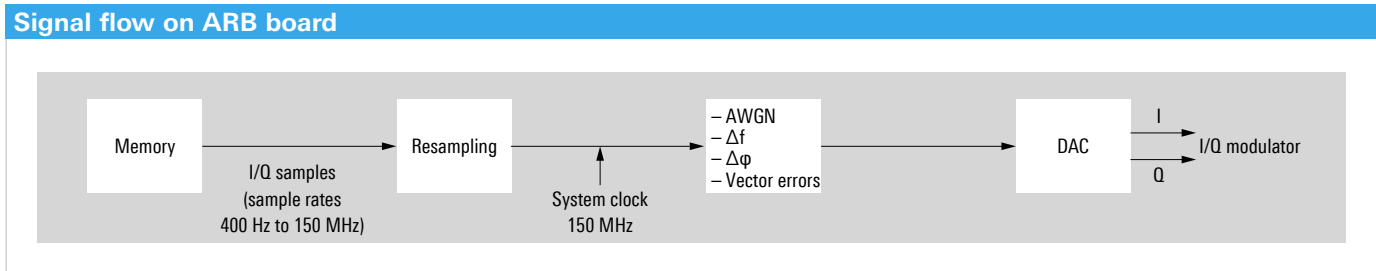 Signal flow on ARB board
Memory
I/Q samples
(sample rates
400 Hz to 150 MHz)
Resampling
System clock
150 MHz
– AWGN
– Δf
– Δφ
– Vector errors
DAC
I
Q
I/Q modulator